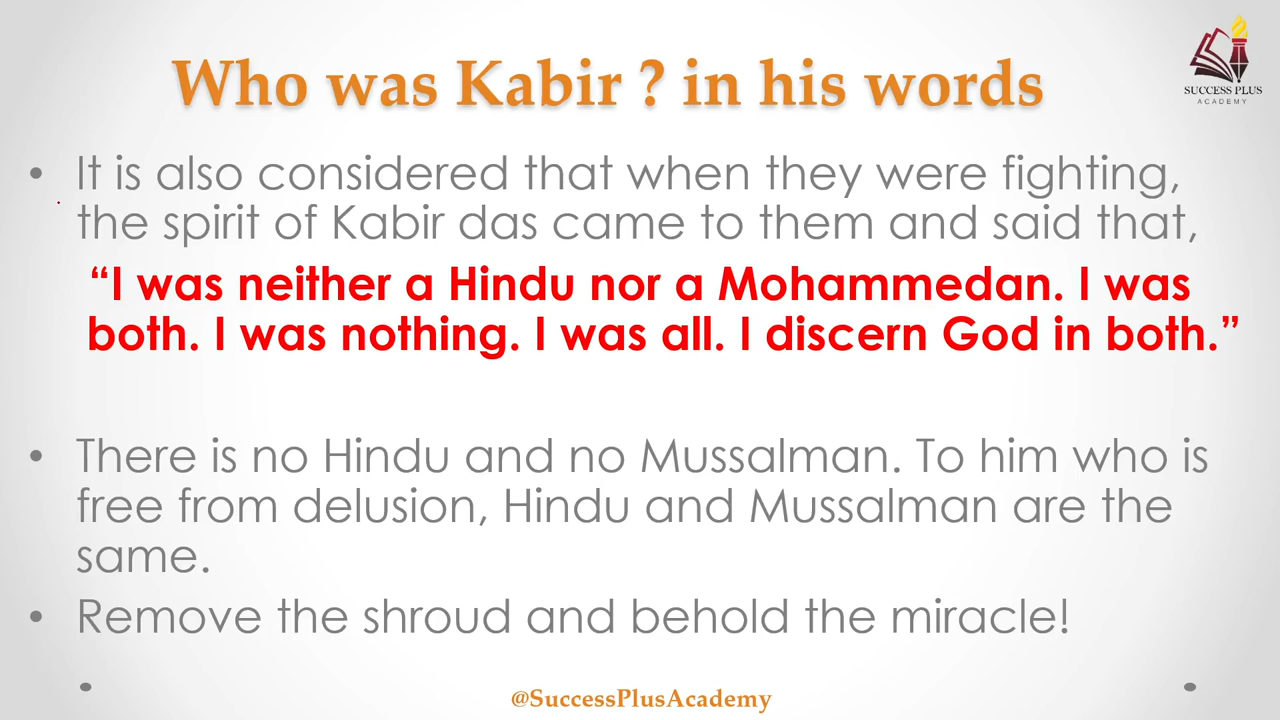 Who was Kabir ? in his words
SUCCESS PLUS
ACADEMY
• It is also considered that when they were fighting,
the spirit of Kabir das came to them and said that,
“I was neither a Hindu nor a Mohammedan. I was
both. I was nothing. I was all. I discern God in both.”
• There is no Hindu and no Mussalman. To him who is
free from delusion, Hindu and Mussalman are the
same.
• Remove the shroud and behold the miracle!
@SuccessPlusAcademy